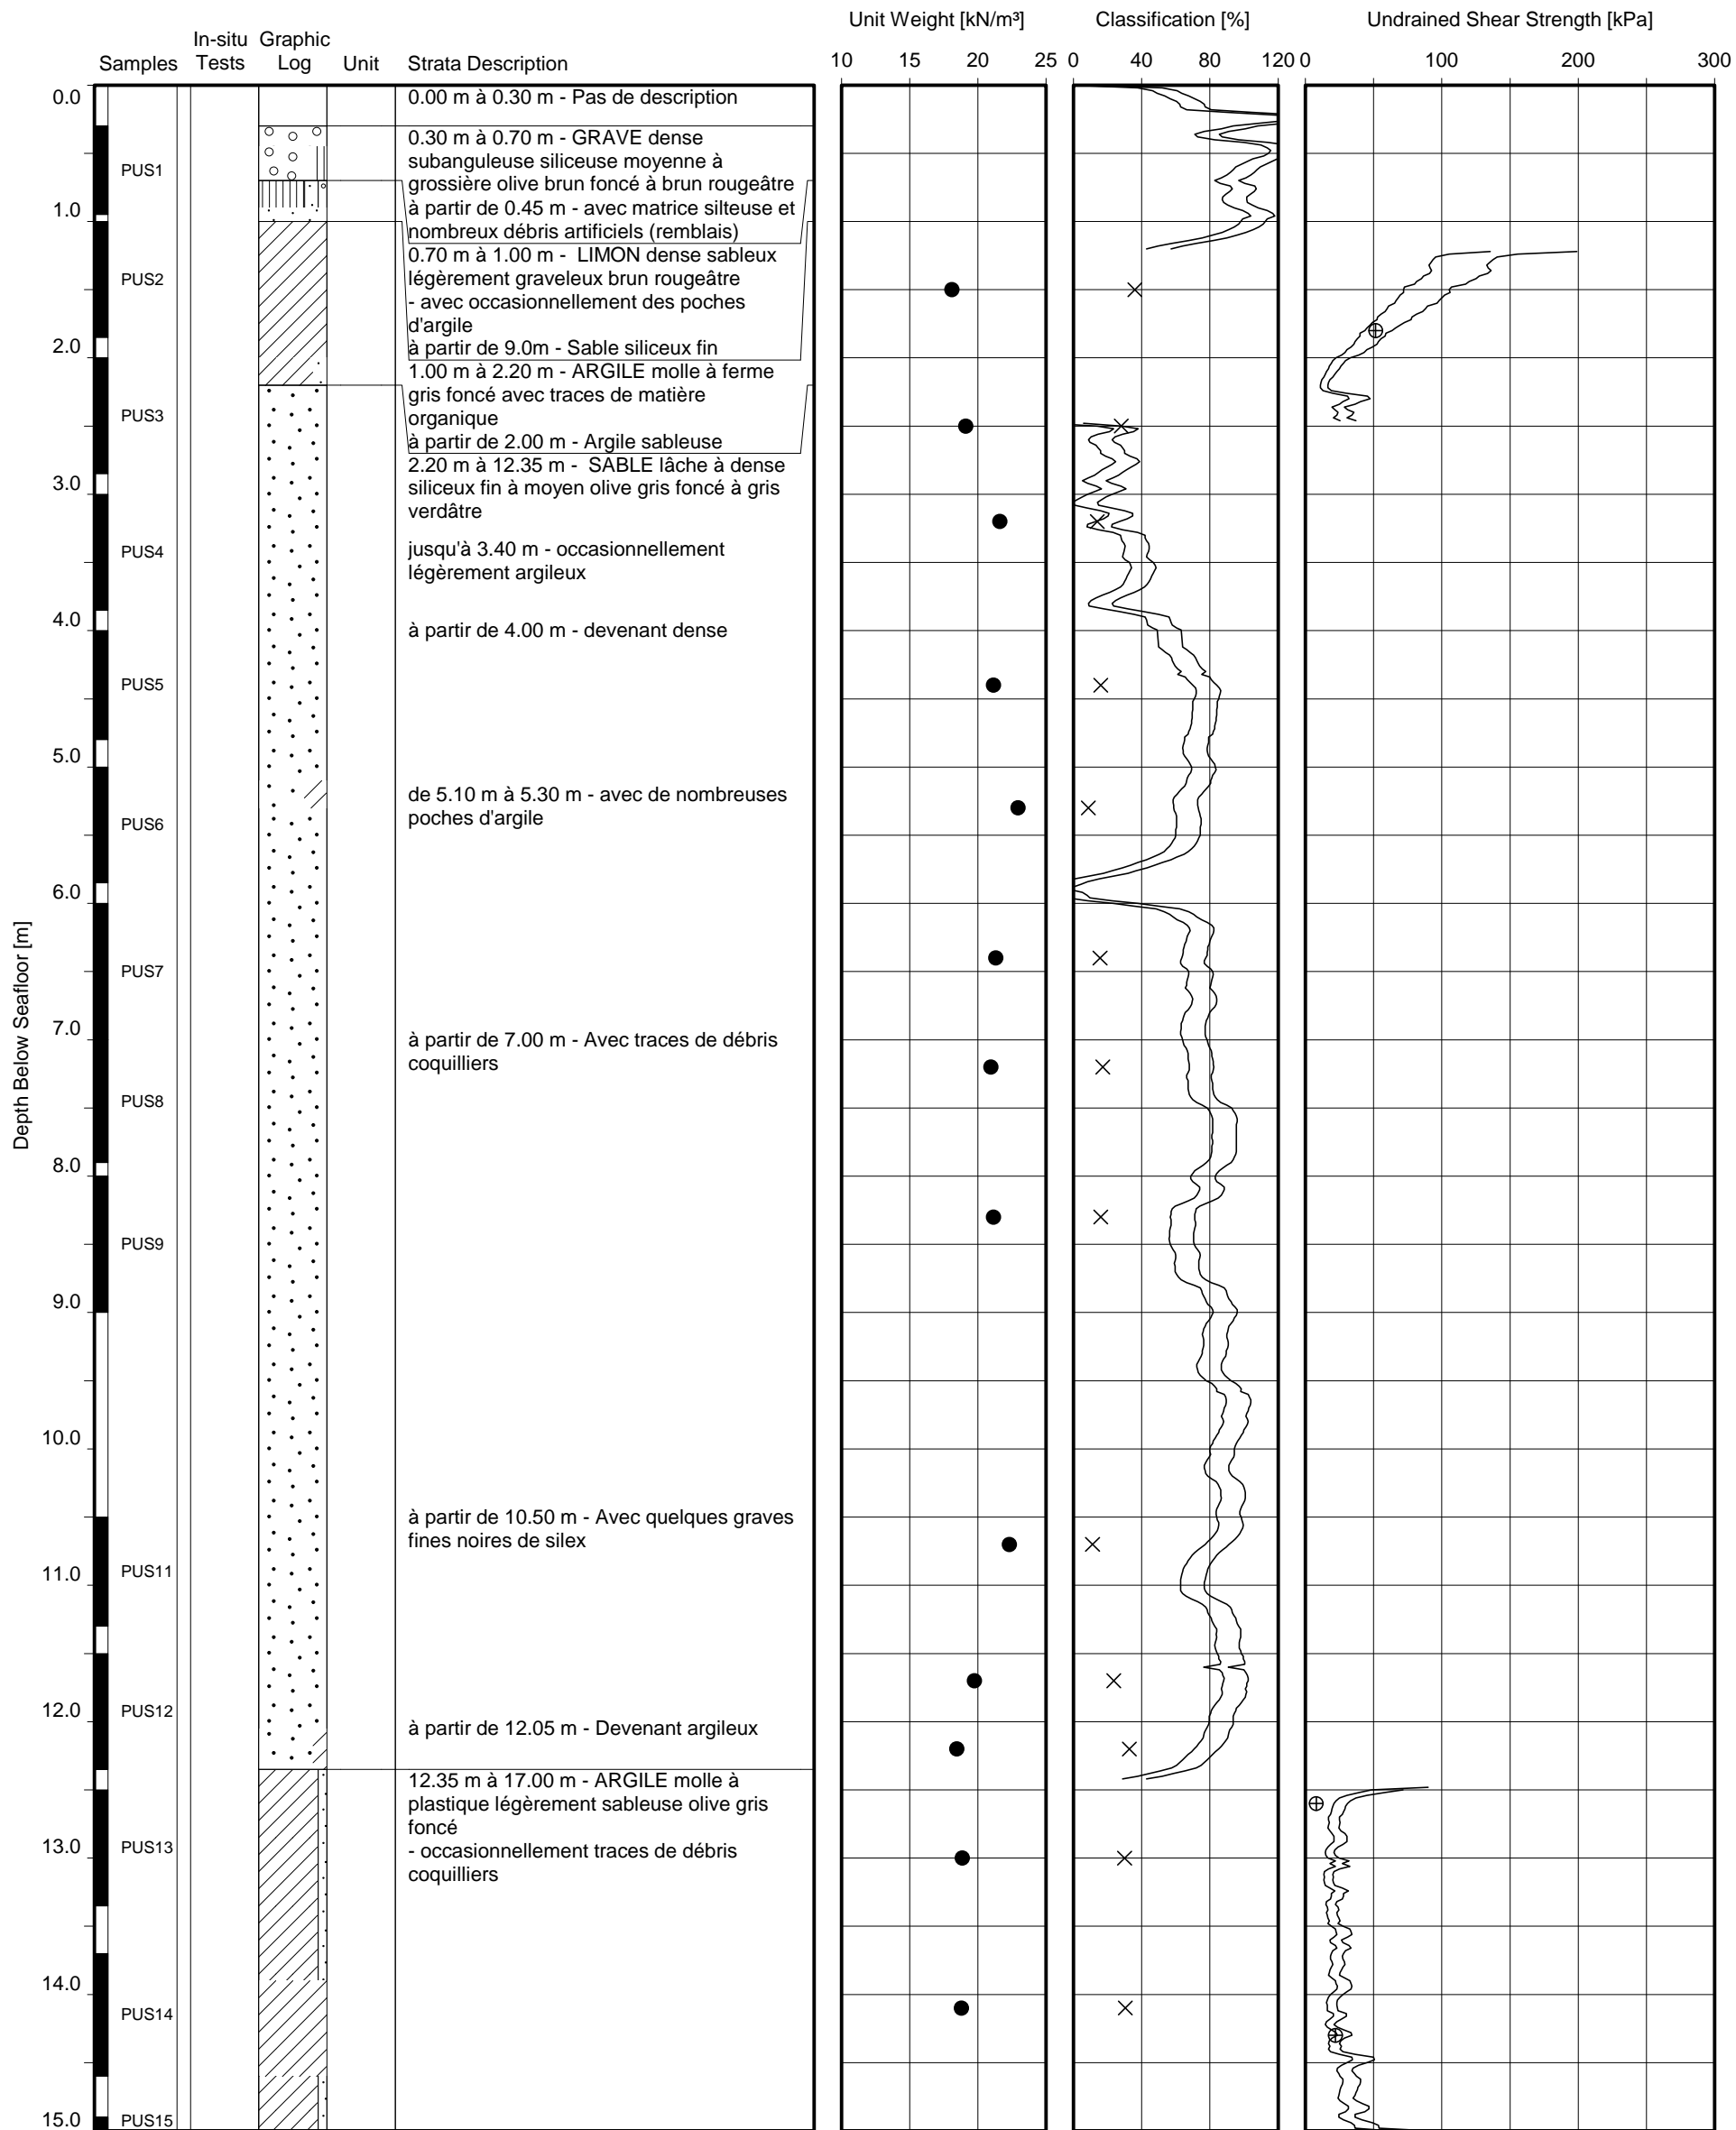 Unit Weight [kN/m³] Classification [%] Undrained Shear Strength [kPa]
In-situ Graphic
Samples Tests Log Unit Strata Description
10 15 20 25 0 40 80 120 0 100 200 300
0.0
0.00 m à 0.30 m - Pas de description
0.30 m à 0.70 m - GRAVE dense
subanguleuse siliceuse moyenne à
PUS1
grossière olive brun foncé à brun rougeâtre
1.0
à partir de 0.45 m - avec matrice silteuse et
nombreux débris artificiels (remblais)
0.70 m à 1.00 m - LIMON dense sableux
PUS2
légèrement graveleux brun rougeâtre
- avec occasionnellement des poches
d'argile
2.0
à partir de 9.0m - Sable siliceux fin
1.00 m à 2.20 m - ARGILE molle à ferme
gris foncé avec traces de matière
PUS3
organique
à partir de 2.00 m - Argile sableuse
2.20 m à 12.35 m - SABLE lâche à dense
3.0
siliceux fin à moyen olive gris foncé à gris
verdâtre
PUS4
jusqu'à 3.40 m - occasionnellement
légèrement argileux
4.0
à partir de 4.00 m - devenant dense
PUS5
5.0
de 5.10 m à 5.30 m - avec de nombreuses
poches d'argile
PUS6
6.0
Depth Below Seafloor [m]
PUS7
7.0
à partir de 7.00 m - Avec traces de débris
coquilliers
PUS8
8.0
PUS9
9.0
10.0
à partir de 10.50 m - Avec quelques graves
fines noires de silex
PUS11
11.0
PUS12
12.0
à partir de 12.05 m - Devenant argileux
12.35 m à 17.00 m - ARGILE molle à
plastique légèrement sableuse olive gris
foncé
PUS13
13.0
- occasionnellement traces de débris
coquilliers
14.0
PUS14
15.0
PUS15